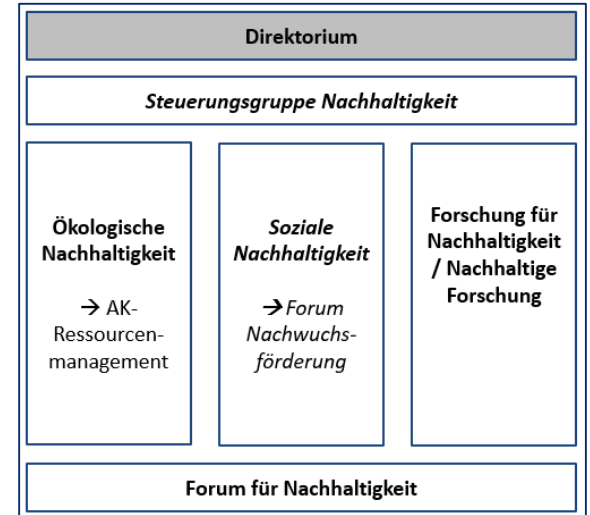 Direktorium
Steuerungsgruppe Nachhaltigkeit
Ökologische
Nachhaltigkeit
→ AK-
Ressourcen-
management
Soziale
Nachhaltigkeit
→ Forum
Nachwuchs-
förderung
Forschung für
Nachhaltigkeit
/ Nachhaltige
Forschung
Forum für Nachhaltigkeit